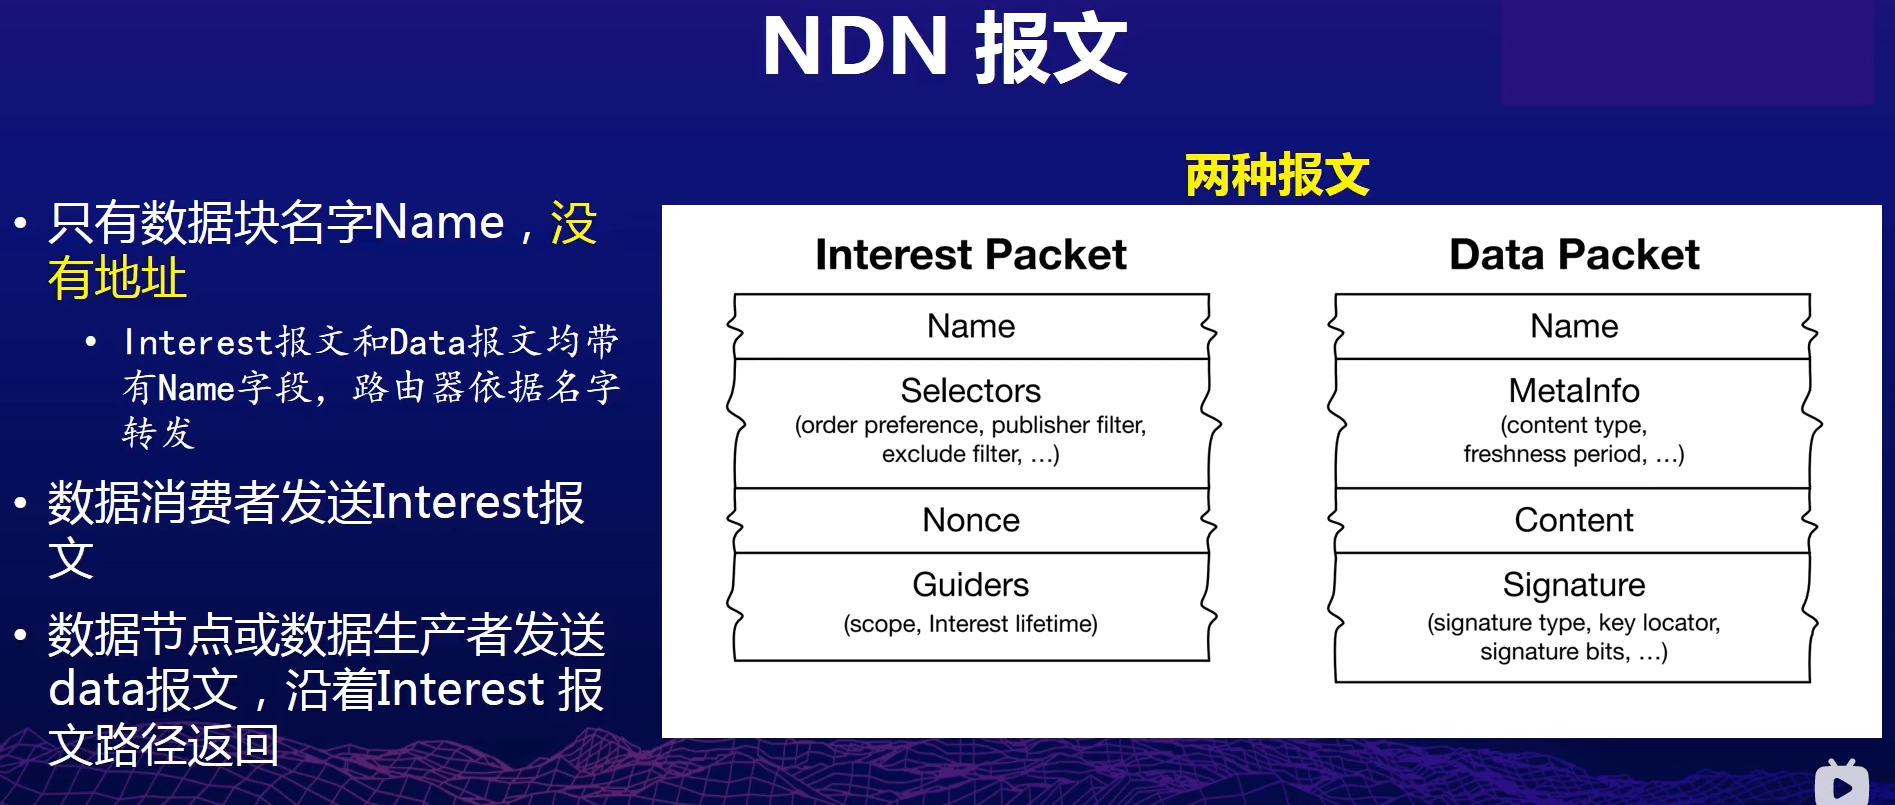 NDN 报文
• 只有数据块名字Name，没
有地址
• Interest报文和Data报文均带
有Name字段，路由器依据名字
转发
• 数据消费者发送Interest报
文
• 数据节点或数据生产者发送
data报文，沿着Interest 报
文路径返回
两种报文
Interest Packet
Name
Selectors
(order preference, publisher filter,
exclude filter, ...)
Nonce
Guiders
(scope, Interest lifetime)
Data Packet
Name
MetaInfo
(content type,
freshness period, ...)
Content
Signature
(signature type, key locator,
signature bits, ...)